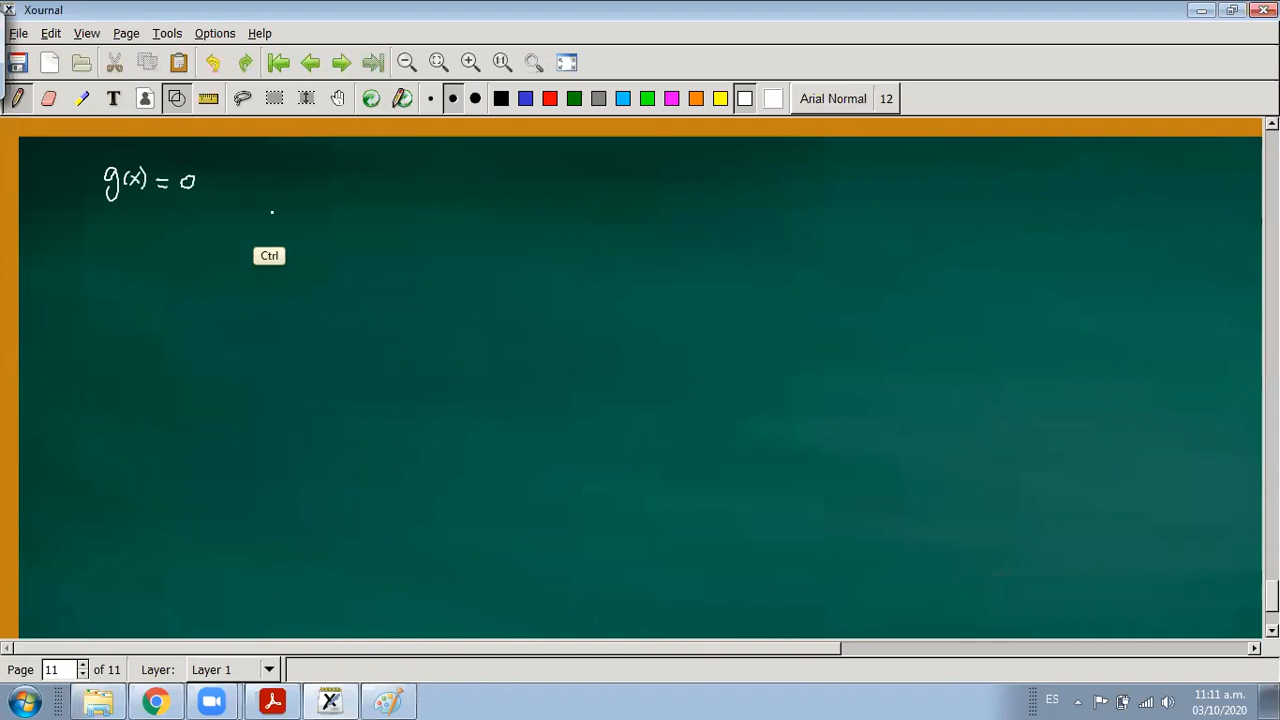 Xournal
File Edit View Page Tools Options Help
T Arial Normal 12
g(x) = 0
Ctrl
Page 11 of 11 Layer: Layer 1
ES 11:11 a.m.
03/10/2020